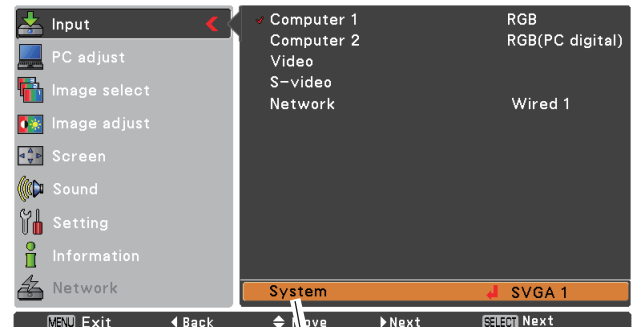 Input
PC adjust
Image select
Image adjust
Screen
Sound
Setting
Information
Network
Computer 1 RGB
Computer 2 RGB(PC digital)
Video
S-video
Network Wired 1
System SVGA 1
MENU Exit Back Move Next SELECT Next